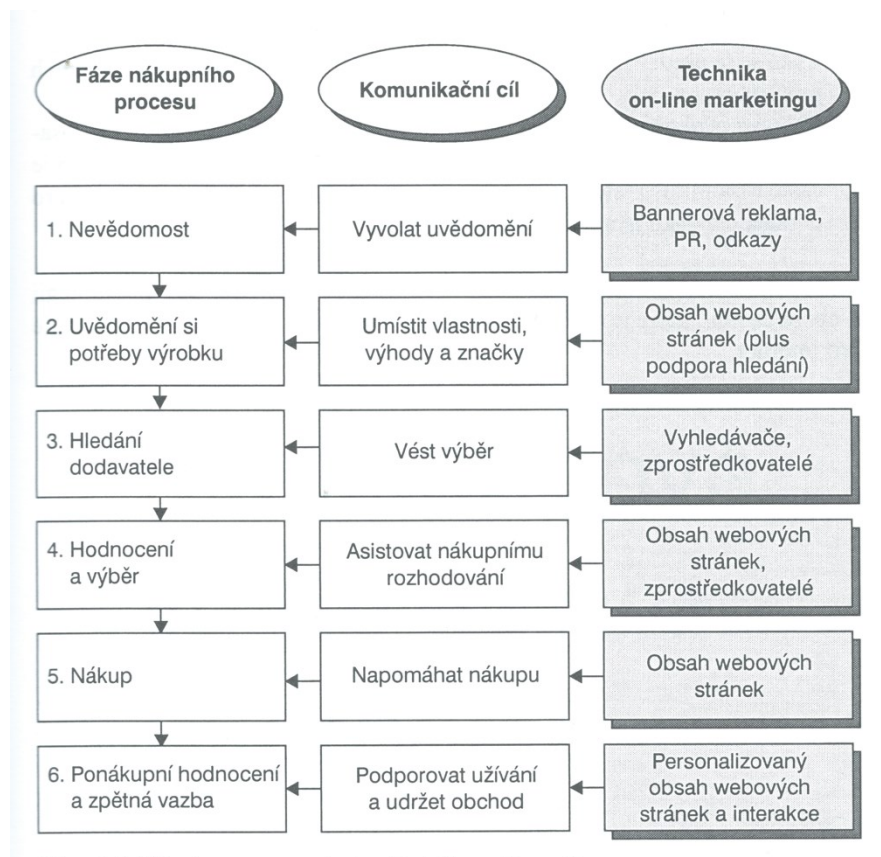 Fáze nákupního
procesu
Komunikační cíl
Technika
on-line marketingu
1. Nevědomost
Vyvolat uvědomění
Bannerová reklama,
PR, odkazy
2. Uvědomění si
potřeby výrobku
Umístit vlastnosti,
výhody a značky
Obsah webových
stránek (plus
podpora hledání)
3. Hledání
dodavatele
Vést výběr
Vyhledávače,
zprostředkovatelé
4. Hodnocení
a výběr
Asistovat nákupnímu
rozhodování
Obsah webových
stránek,
zprostředkovatelé
5. Nákup
Napomáhat nákupu
Obsah webových
stránek
6. Ponákupní hodnocení
a zpětná vazba
Podporovat užívání
a udržet obchod
Personalizovaný
obsah webových
stránek a interakce